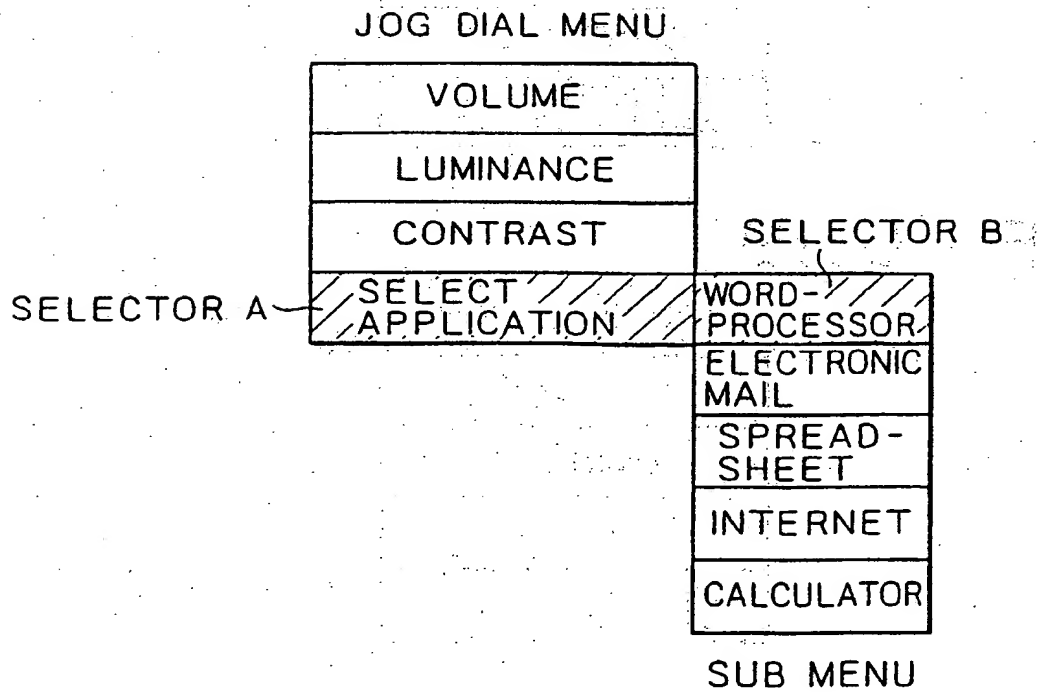 JOG DIAL MENU
VOLUME
LUMINANCE
CONTRAST
SELECTOR B
SELECTOR A
SELECT
APPLICATION
WORD-
PROCESSOR
ELECTRONIC
MAIL
SPREAD-
SHEET
INTERNET
CALCULATOR
SUB MENU